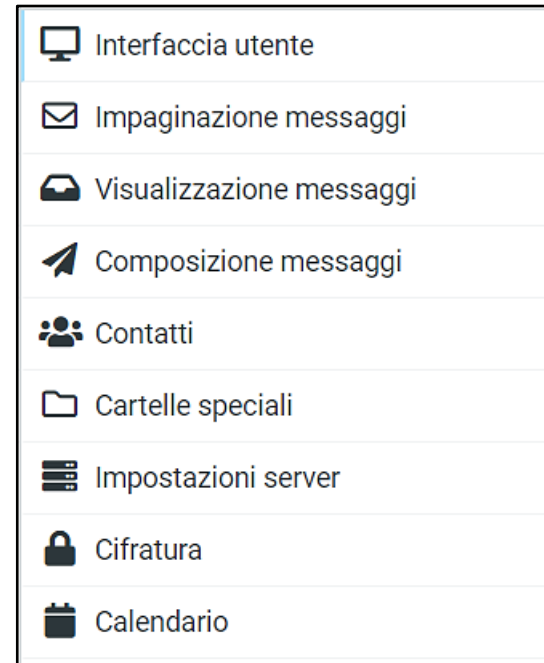 Interfaccia utente
Impaginazione messaggi
Visualizzazione messaggi
Composizione messaggi
Contatti
Cartelle speciali
Impostazioni server
Cifratura
Calendario